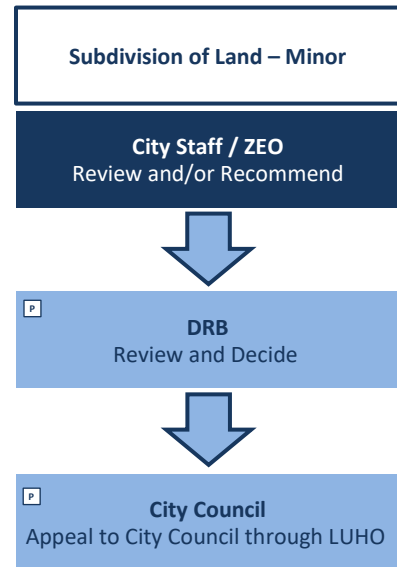 Subdivision of Land – Minor
City Staff / ZEO
Review and/or Recommend
P
DRB
Review and Decide
P
City Council
Appeal to City Council through LUHO